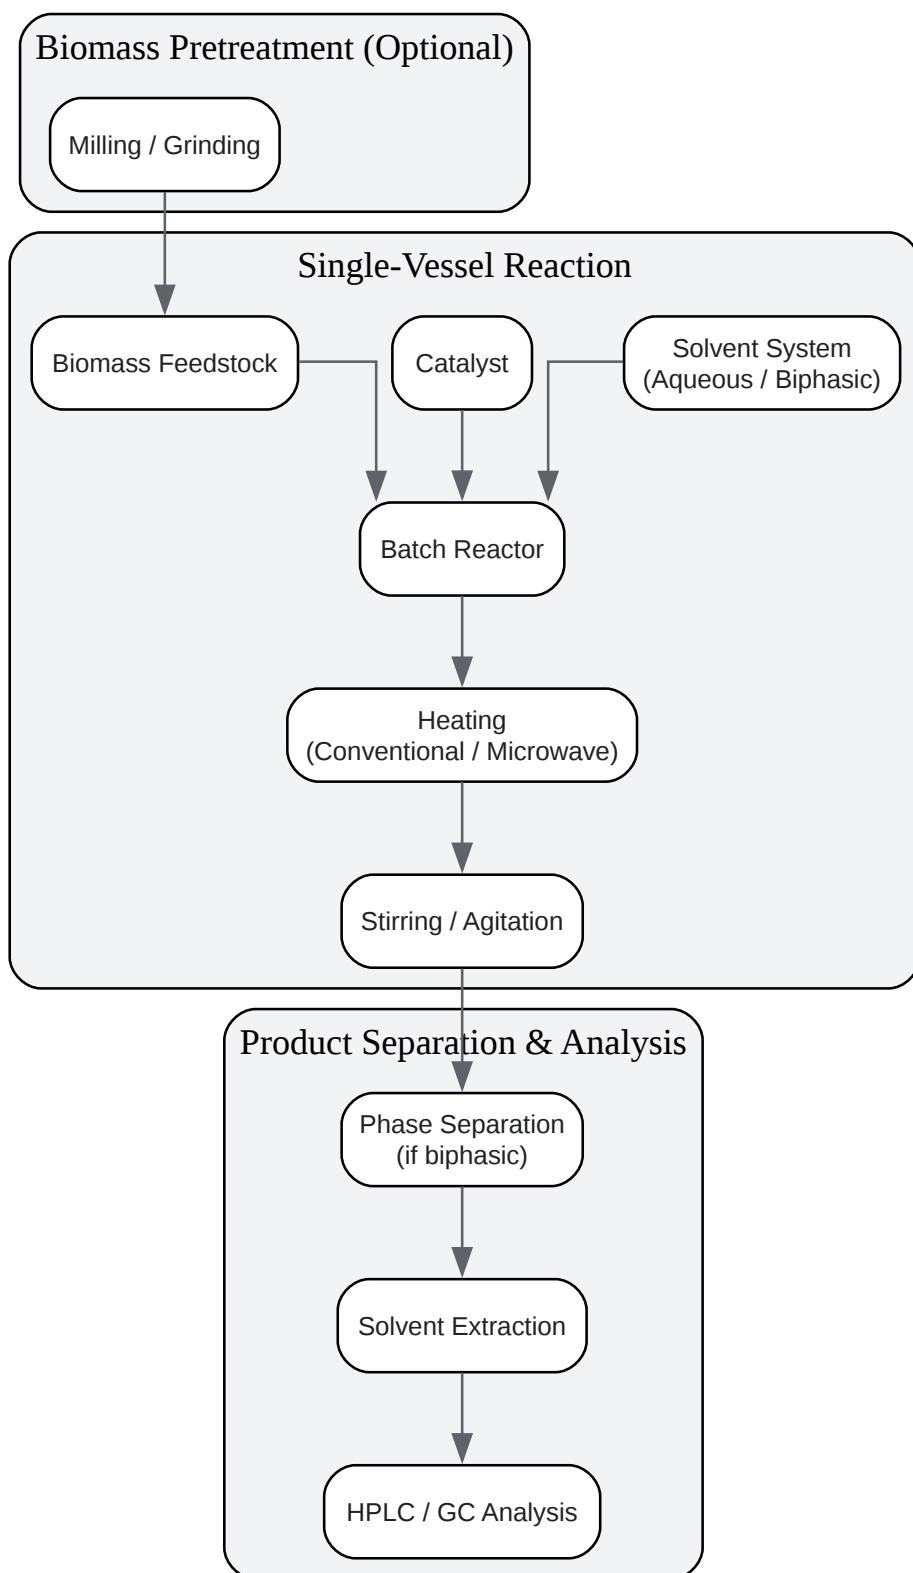 Biomass Pretreatment (Optional)
Milling / Grinding
Single-Vessel Reaction
Biomass Feedstock
Catalyst
Solvent System
(Aqueous / Biphasic)
Batch Reactor
Heating
(Conventional / Microwave)
Stirring / Agitation
Product Separation & Analysis
Phase Separation
(if biphasic)
Solvent Extraction
HPLC / GC Analysis